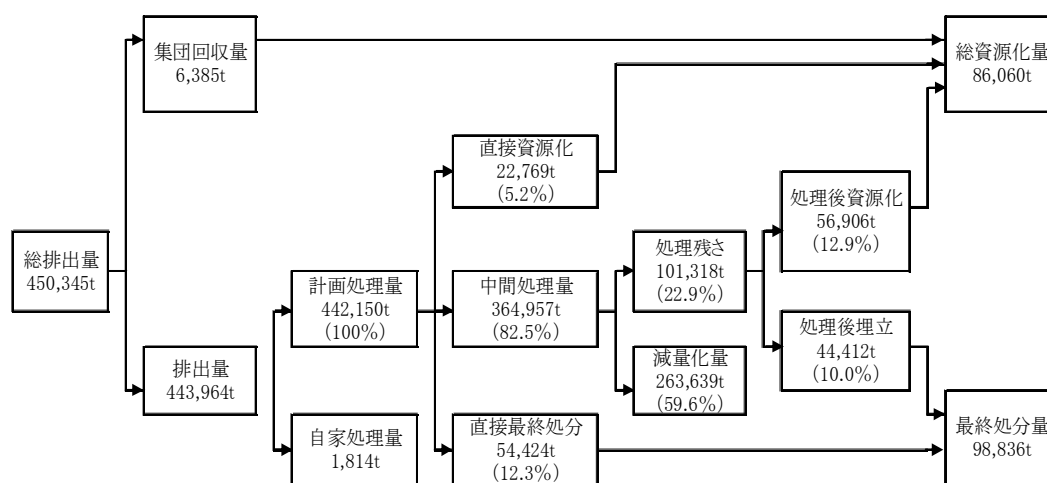 集団回収量
6,385t
総資源化量
86,060t
直接資源化
22,769t
(5.2%)
処理後資源化
56,906t
(12.9%)
総排出量
450,345t
処理残さ
101,318t
(22.9%)
計画処理量
442,150t
(100%)
中間処理量
364,957t
(82.5%)
処理後埋立
44,412t
(10.0%)
排出量
443,964t
減量化量
263,639t
(59.6%)
自家処理量
1,814t
直接最終処分
54,424t
(12.3%)
最終処分量
98,836t